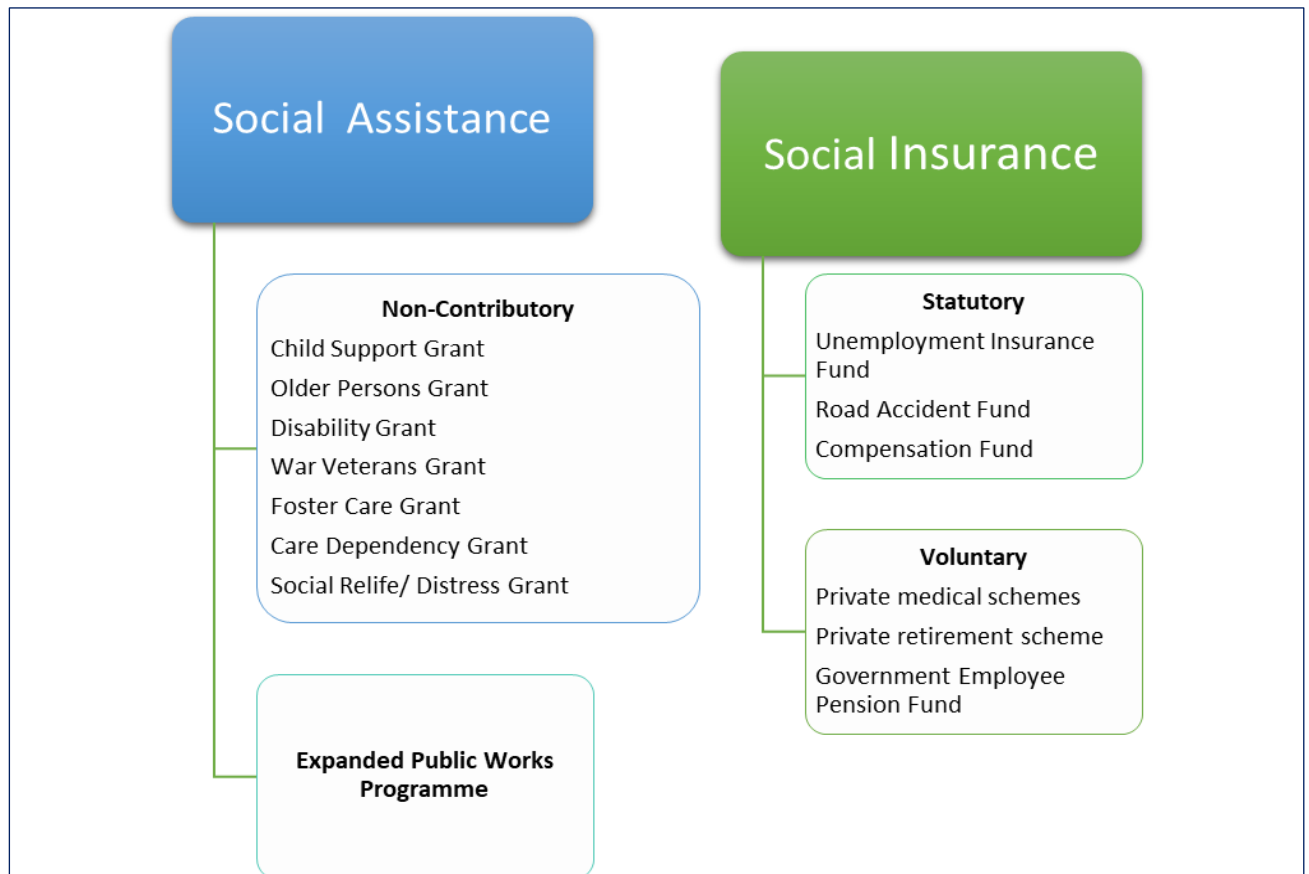 Social Assistance
Non-Contributory
Child Support Grant
Older Persons Grant
Disability Grant
War Veterans Grant
Foster Care Grant
Care Dependency Grant
Social Relife/ Distress Grant
Expanded Public Works
Programme
Social Insurance
Statutory
Unemployment Insurance
Fund
Road Accident Fund
Compensation Fund
Voluntary
Private medical schemes
Private retirement scheme
Government Employee
Pension Fund